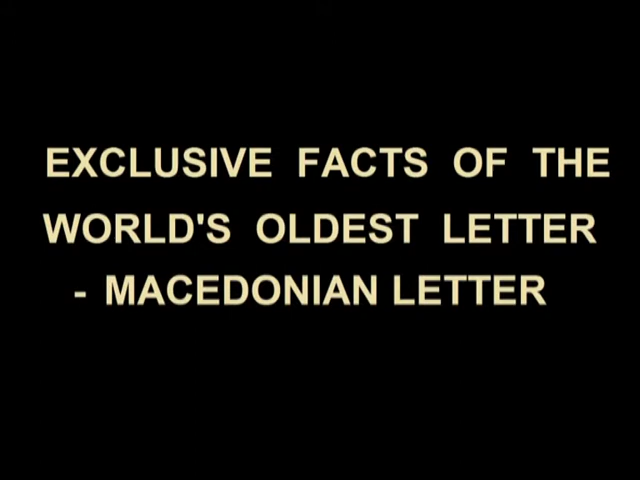 EXCLUSIVE FACTS OF THE
WORLD'S OLDEST LETTER
- MACEDONIAN LETTER